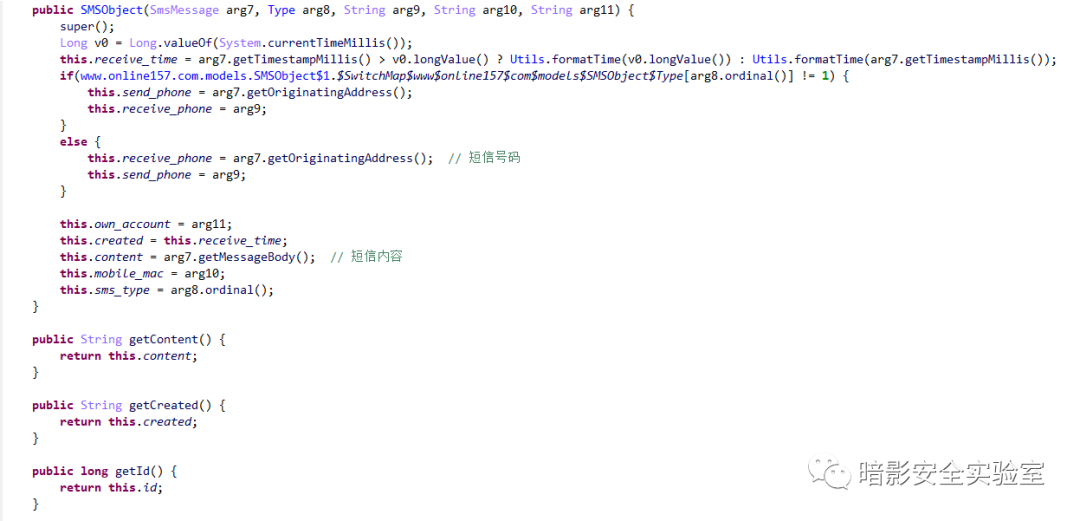 public SMSObject(SmsMessage arg7, Type arg8, String arg9, String arg10, String arg11) {
    super();
    Long v0 = Long.valueOf(System.currentTimeMillis());
    this.receive_time = arg7.getTimestampMillis() > v0.longValue() ? Utils.formatTime(v0.longValue()) : Utils.formatTime(arg7.getTimestampMillis());
    if(www.online157.com.models.SMSObject$1.$SwitchMap$www$online157$com$models$SMSObject$Type[arg8.ordinal()] != 1) {
        this.send_phone = arg7.getOriginatingAddress();
        this.receive_phone = arg9;
    }
    else {
        this.receive_phone = arg7.getOriginatingAddress();  // 短信号码
        this.send_phone = arg9;
    }

    this.own_account = arg11;
    this.created = this.receive_time;
    this.content = arg7.getMessageBody();  // 短信内容
    this.mobile_mac = arg10;
    this.sms_type = arg8.ordinal();
}

public String getContent() {
    return this.content;
}

public String getCreated() {
    return this.created;
}

public long getId() {
    return this.id;
}
暗影安全实验室